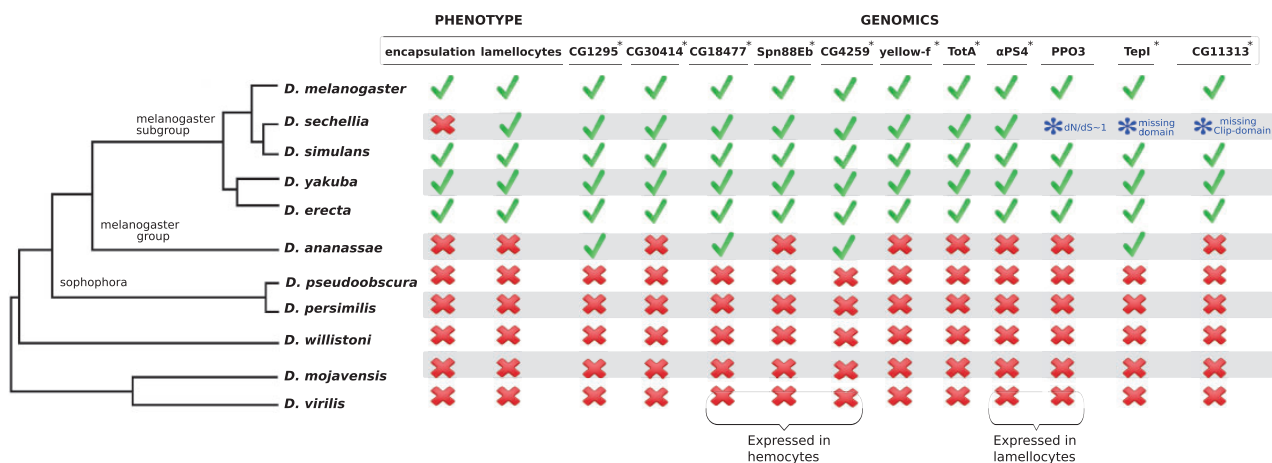 PHENOTYPE GENOMICS
encapsulation lamellocytes CG1295* CG30414* CG18477* Spn88Eb* CG4259* yellow-f* TotA* αPS4* PPO3 TepI* CG11313*
D. melanogaster
melanogaster
subgroup
D. sechellia
dN/dS~1
missing
domain
missing
Clip-domain
D. simulans
D. yakuba
D. erecta
melanogaster
group
D. ananassae
sophophora
D. pseudoobscura
D. persimilis
D. willistoni
D. mojavensis
D. virilis
Expressed in
hemocytes
Expressed in
lamellocytes